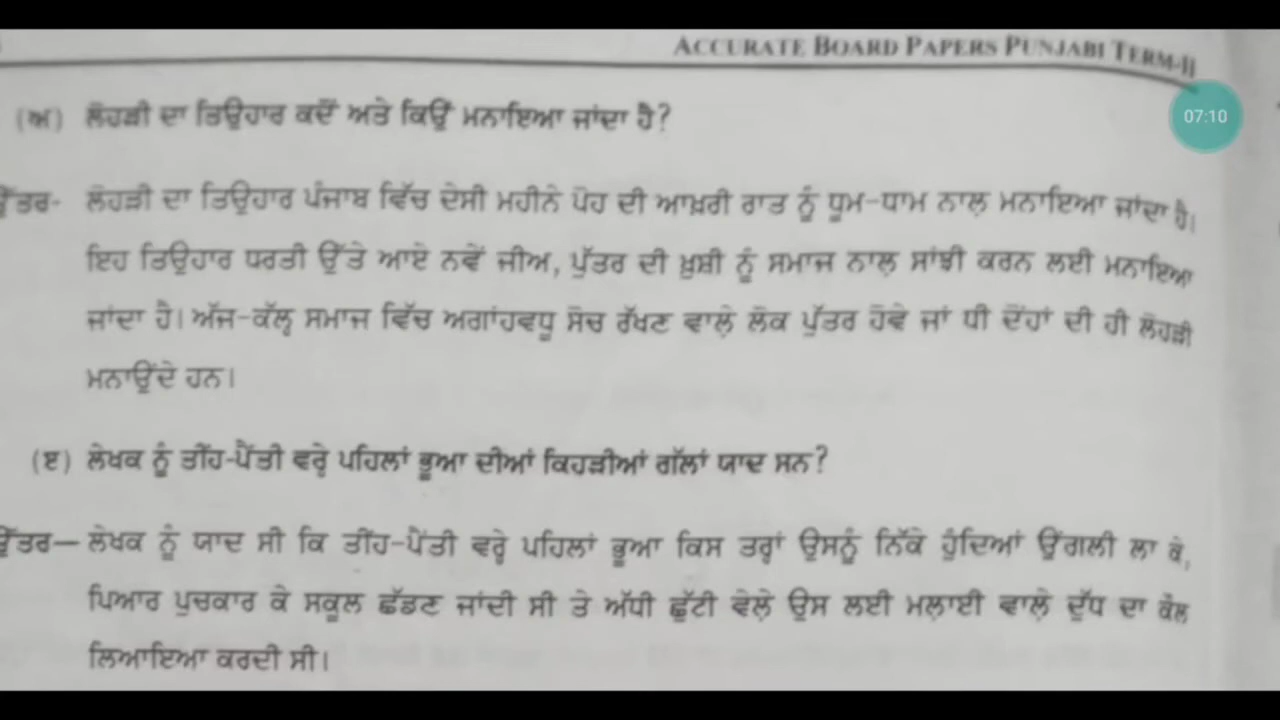 ACCURATE BOARD PAPERS PUNJABI TERM-II
07:10
(ਅ) ਲੋਹੜੀ ਦਾ ਤਿਉਹਾਰ ਕਦੋਂ ਅਤੇ ਕਿਉਂ ਮਨਾਇਆ ਜਾਂਦਾ ਹੈ?
ਉੱਤਰ- ਲੋਹੜੀ ਦਾ ਤਿਉਹਾਰ ਪੰਜਾਬ ਵਿੱਚ ਦੇਸੀ ਮਹੀਨੇ ਪੋਹ ਦੀ ਆਖ਼ਰੀ ਰਾਤ ਨੂੰ ਧੂਮ-ਧਾਮ ਨਾਲ਼ ਮਨਾਇਆ ਜਾਂਦਾ ਹੈ।
ਇਹ ਤਿਉਹਾਰ ਧਰਤੀ ਉੱਤੇ ਆਏ ਨਵੇਂ ਜੀਅ, ਪੁੱਤਰ ਦੀ ਖ਼ੁਸ਼ੀ ਨੂੰ ਸਮਾਜ ਨਾਲ਼ ਸਾਂਝੀ ਕਰਨ ਲਈ ਮਨਾਇਆ
ਜਾਂਦਾ ਹੈ। ਅੱਜ-ਕੱਲ੍ਹ ਸਮਾਜ ਵਿੱਚ ਅਗਾਂਹਵਧੂ ਸੋਚ ਰੱਖਣ ਵਾਲ਼ੇ ਲੋਕ ਪੁੱਤਰ ਹੋਵੇ ਜਾਂ ਧੀ ਦੋਂਹਾਂ ਦੀ ਹੀ ਲੋਹੜੀ
ਮਨਾਉਂਦੇ ਹਨ।
(ੲ) ਲੇਖਕ ਨੂੰ ਤੀਂਹ-ਪੈਂਤੀ ਵਰ੍ਹੇ ਪਹਿਲਾਂ ਭੂਆ ਦੀਆਂ ਕਿਹੜੀਆਂ ਗੱਲਾਂ ਯਾਦ ਸਨ?
ਉੱਤਰ— ਲੇਖਕ ਨੂੰ ਯਾਦ ਸੀ ਕਿ ਤੀਂਹ-ਪੈਂਤੀ ਵਰ੍ਹੇ ਪਹਿਲਾਂ ਭੂਆ ਕਿਸ ਤਰ੍ਹਾਂ ਉਸਨੂੰ ਨਿੱਕੇ ਹੁੰਦਿਆਂ ਉਂਗਲੀ ਲਾ ਕੇ,
ਪਿਆਰ ਪੁਚਕਾਰ ਕੇ ਸਕੂਲ ਛੱਡਣ ਜਾਂਦੀ ਸੀ ਤੇ ਅੱਧੀ ਛੁੱਟੀ ਵੇਲ਼ੇ ਉਸ ਲਈ ਮਲ਼ਾਈ ਵਾਲ਼ੇ ਦੁੱਧ ਦਾ ਕੌਲ
ਲਿਆਇਆ ਕਰਦੀ ਸੀ।